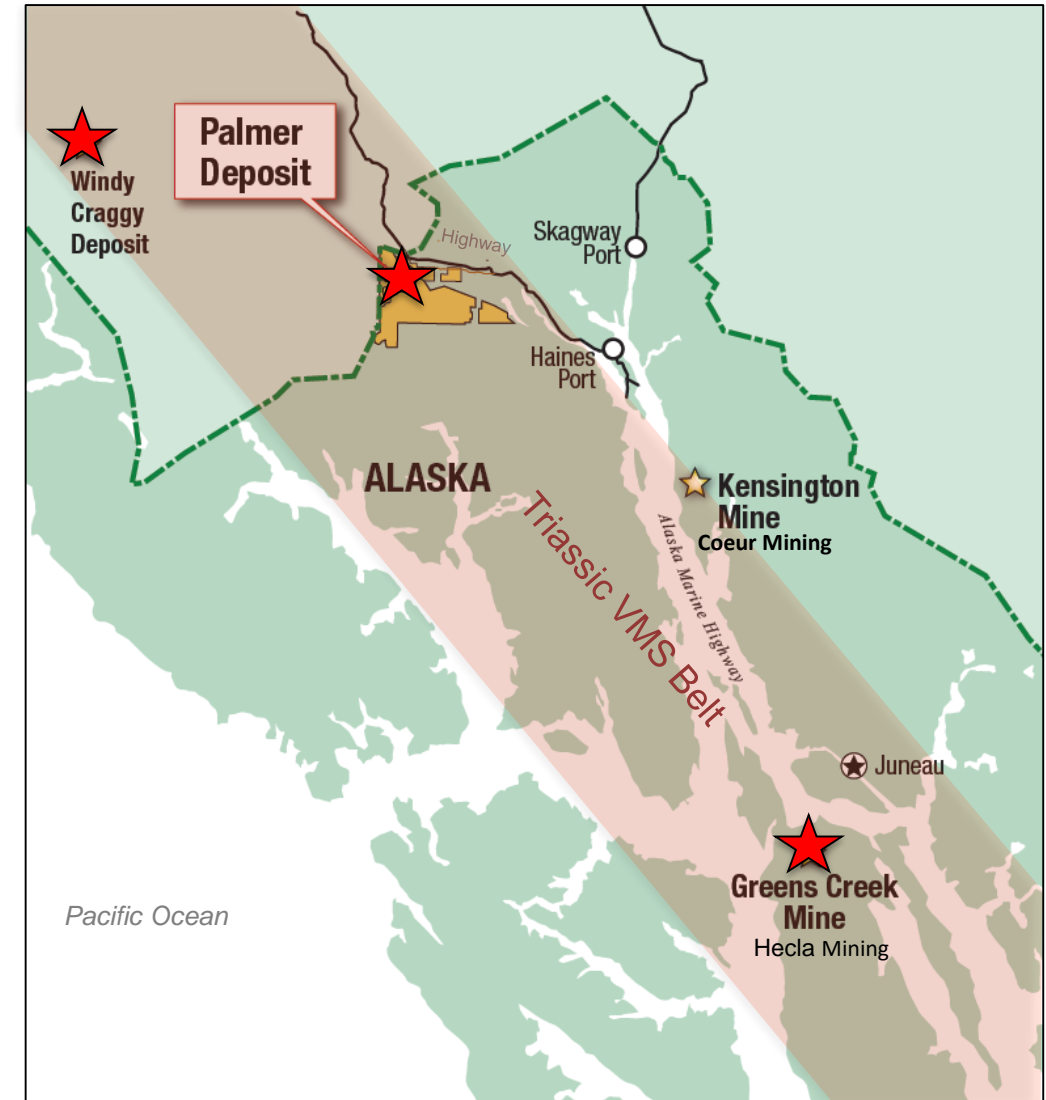 Palmer
Deposit
Windy
Craggy
Deposit
Highway
Skagway
Port
Haines
Port
ALASKA
Kensington
Mine
Coeur Mining
Alaska Marine Highway
Triassic VMS Belt
Juneau
Greens Creek
Mine
Hecla Mining
Pacific Ocean